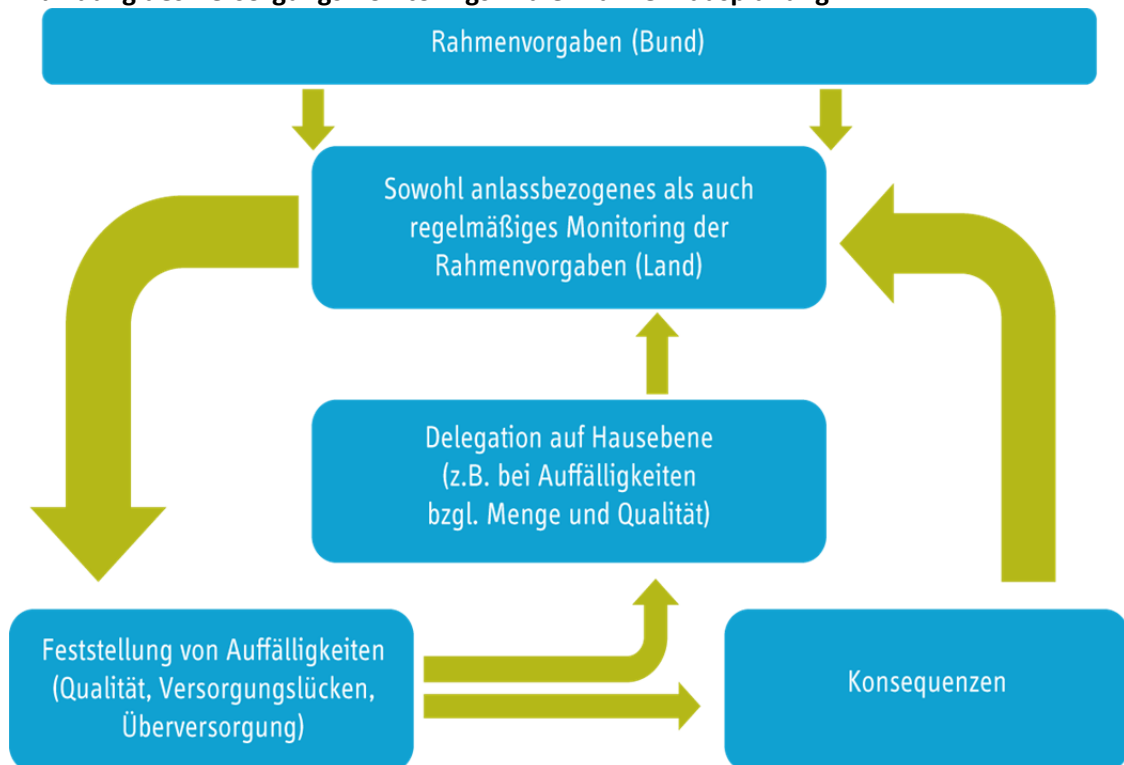 Rahmenvorgaben (Bund)
Sowohl anlassbezogenes als auch
regelmäßiges Monitoring der
Rahmenvorgaben (Land)
Delegation auf Hausebene
(z.B. bei Auffälligkeiten
bzgl. Menge und Qualität)
Feststellung von Auffälligkeiten
(Qualität, Versorgungslücken,
Überversorgung)
Konsequenzen